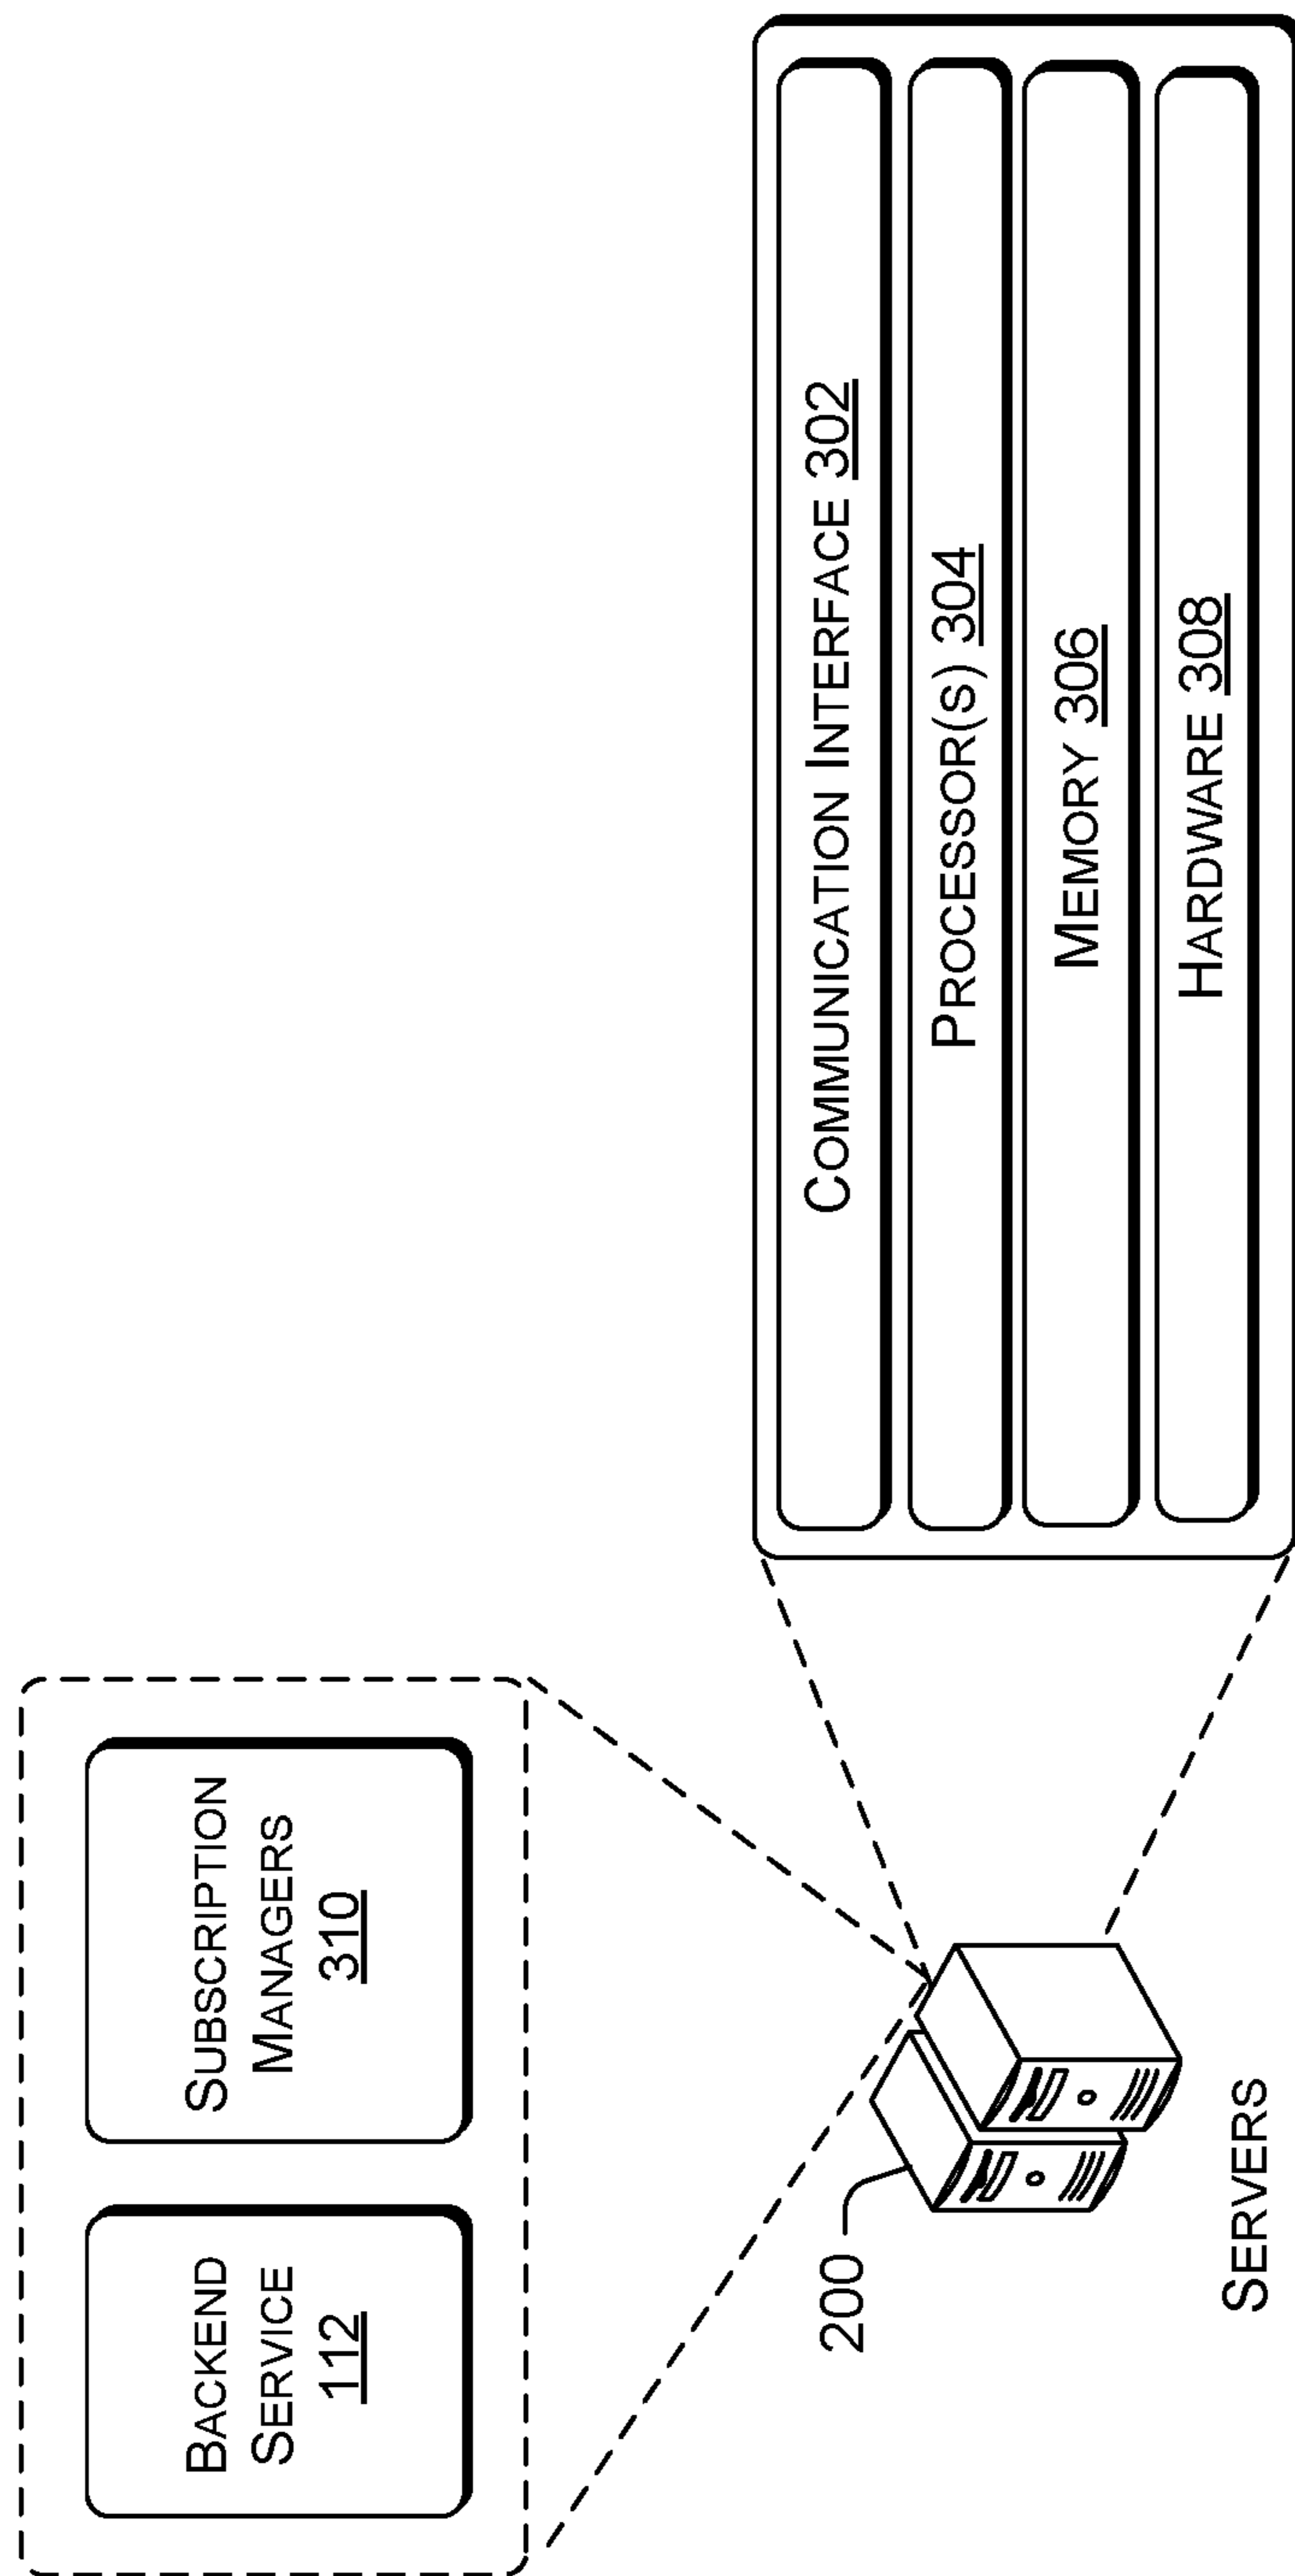 BACKEND
SERVICE
112
SUBSCRIPTION
MANAGERS
310
200
SERVERS
COMMUNICATION INTERFACE 302
PROCESSOR(S) 304
MEMORY 306
HARDWARE 308